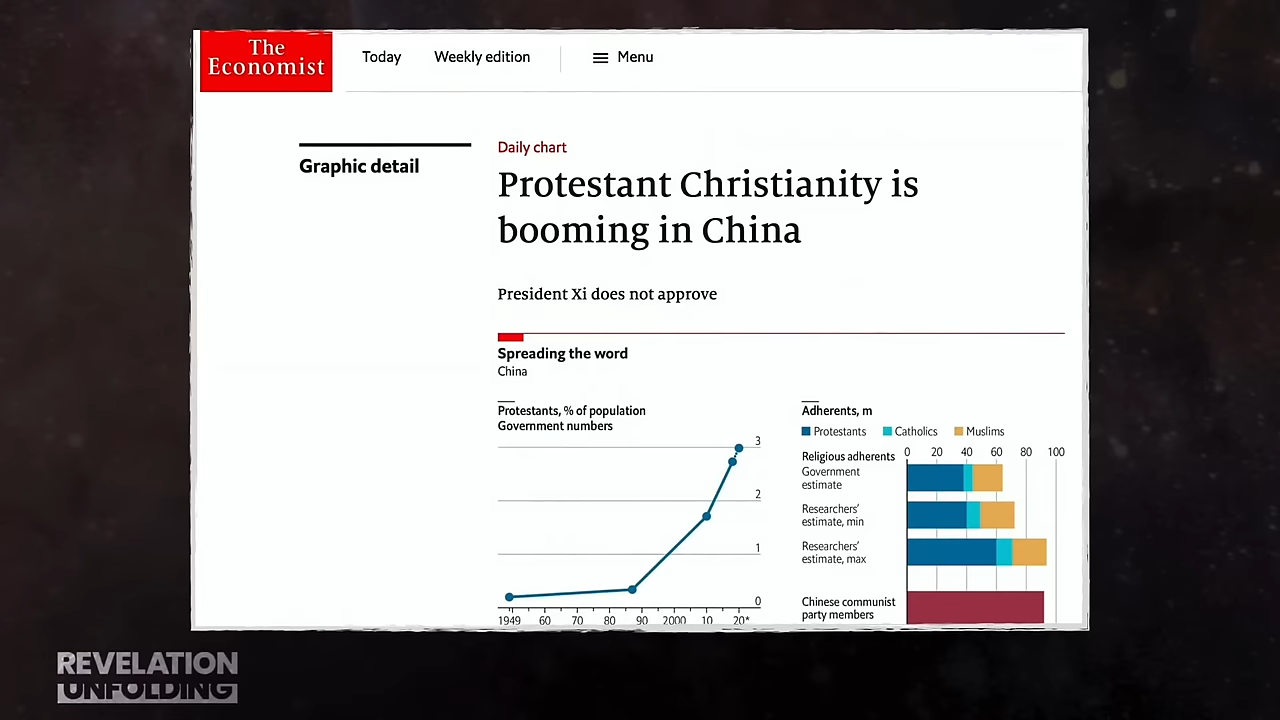 The
Economist
Today Weekly edition Menu
Graphic detail
Daily chart
Protestant Christianity is
booming in China
President Xi does not approve
Spreading the word
China
Protestants, % of population
Government numbers
3
2
1
0
1949 60 70 80 90 2000 10 20*
Adherents, m
Protestants Catholics Muslims
Religious adherents
0 20 40 60 80 100
Government
estimate
Researchers'
estimate, min
Researchers'
estimate, max
Chinese communist
party members
REVELATION
UNFOLDING